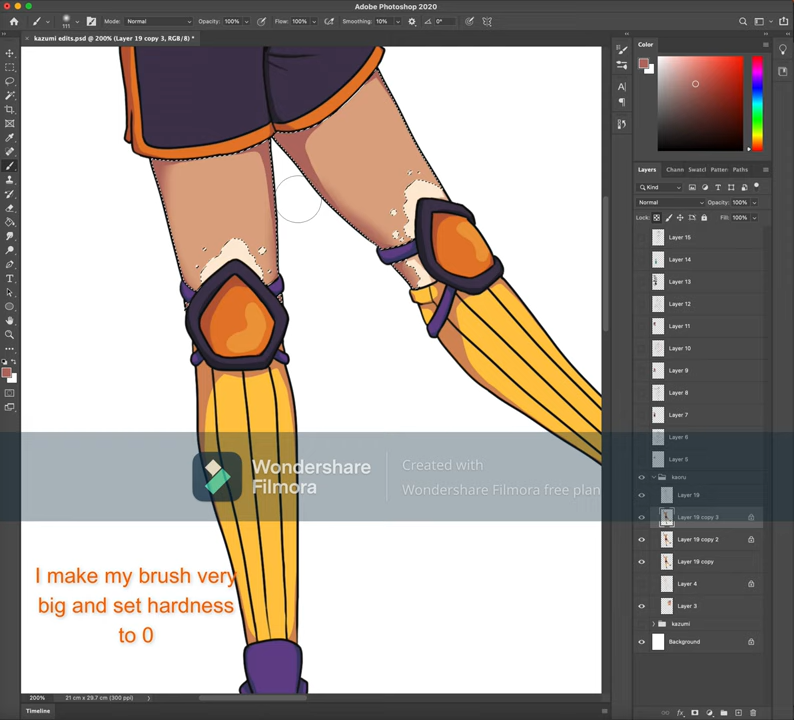 Adobe Photoshop 2020
111
Mode: Normal
Opacity: 100%
Flow: 100%
Smoothing: 10%
0°
kazumi edits.psd @ 200% (Layer 19 copy 3, RGB/8) *
Color
Layers
Chann
Swatcl
Patter
Paths
Kind
Normal
Opacity: 100%
Lock:
Fill: 100%
Layer 15
Layer 14
Layer 13
Layer 12
Layer 11
Layer 10
Layer 9
Layer 8
Layer 7
Layer 6
Layer 5
kaoru
Layer 19
Layer 19 copy 3
Layer 19 copy 2
Layer 19 copy
Layer 4
Layer 3
kazumi
Background
Wondershare
Filmora
Created with
Wondershare Filmora free plan
I make my brush very
big and set hardness
to 0
200%
21 cm x 29.7 cm (300 ppi)
Timeline